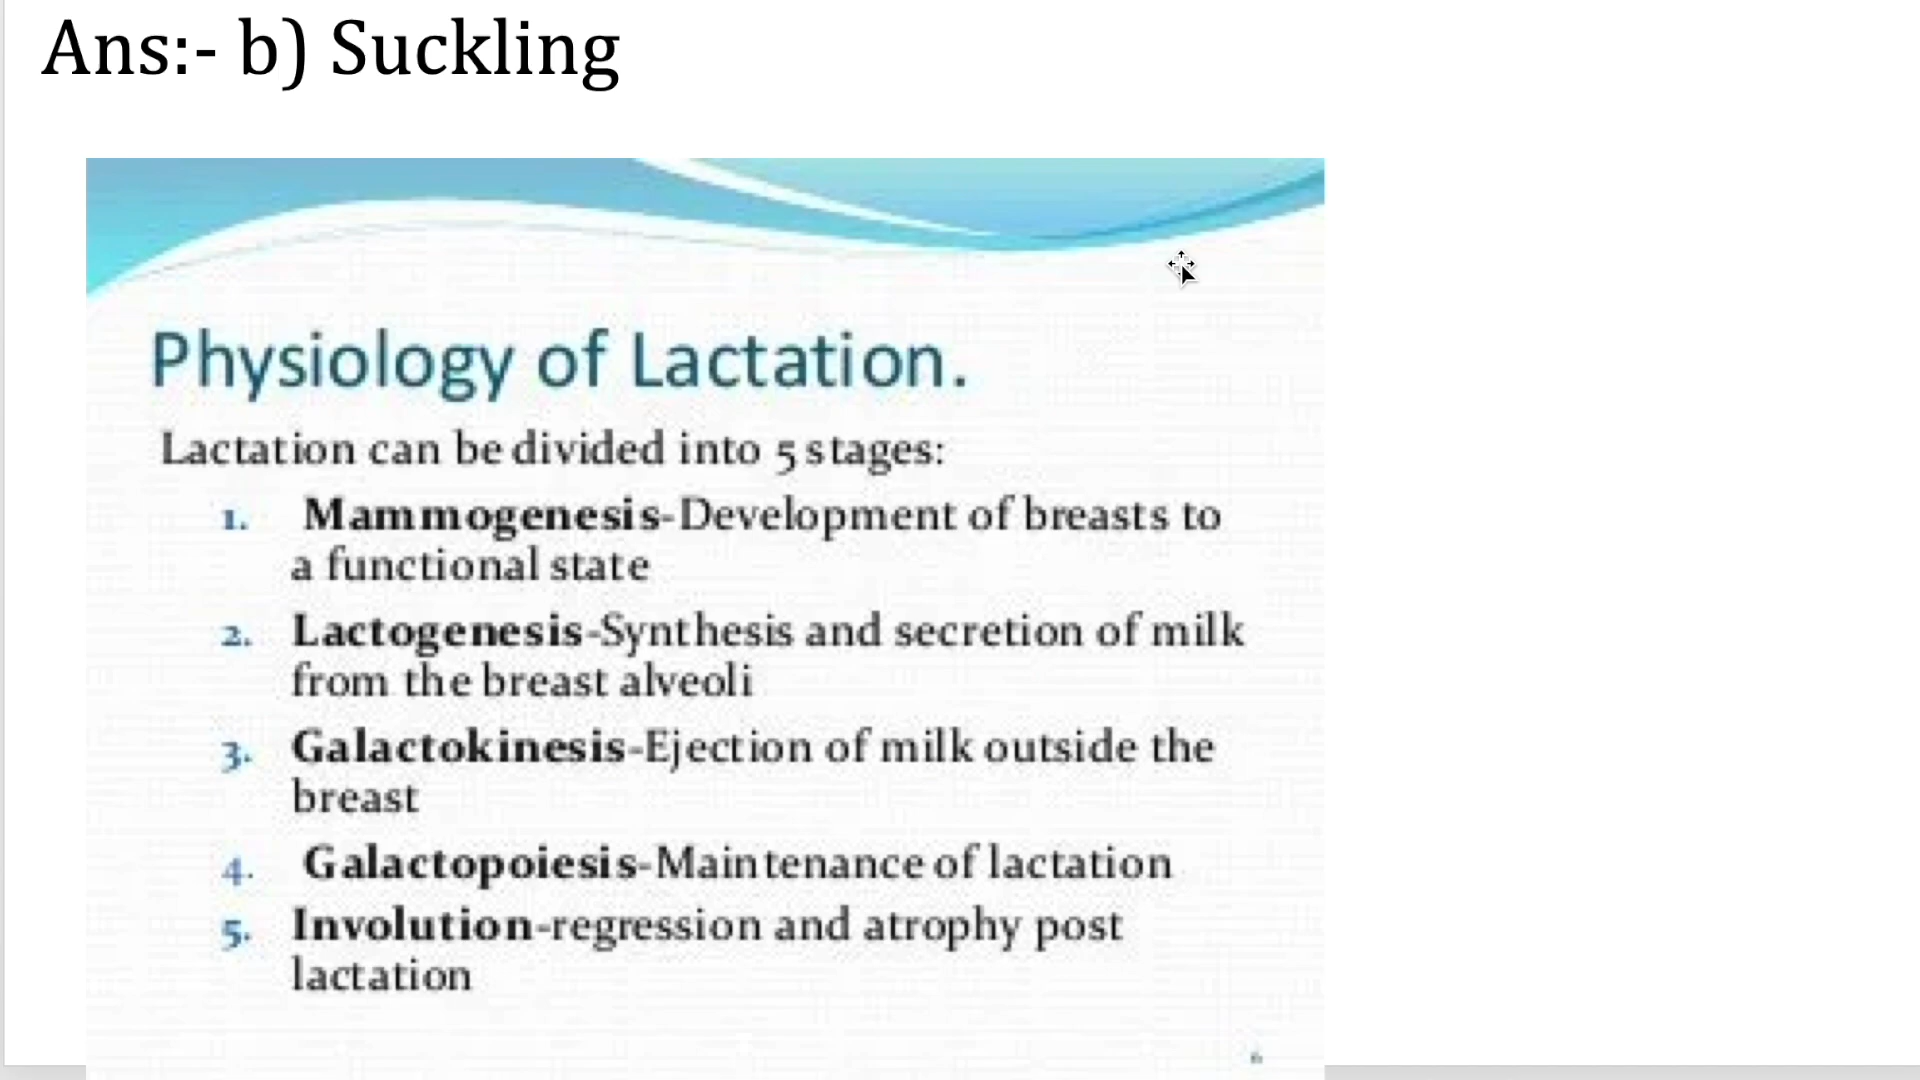 Ans:- b) Suckling
Physiology of Lactation.
Lactation can be divided into 5 stages:
1. Mammogenesis-Development of breasts to
a functional state
2. Lactogenesis-Synthesis and secretion of milk
from the breast alveoli
3. Galactokinesis-Ejection of milk outside the
breast
4. Galactopoiesis-Maintenance of lactation
5. Involution-regression and atrophy post
lactation